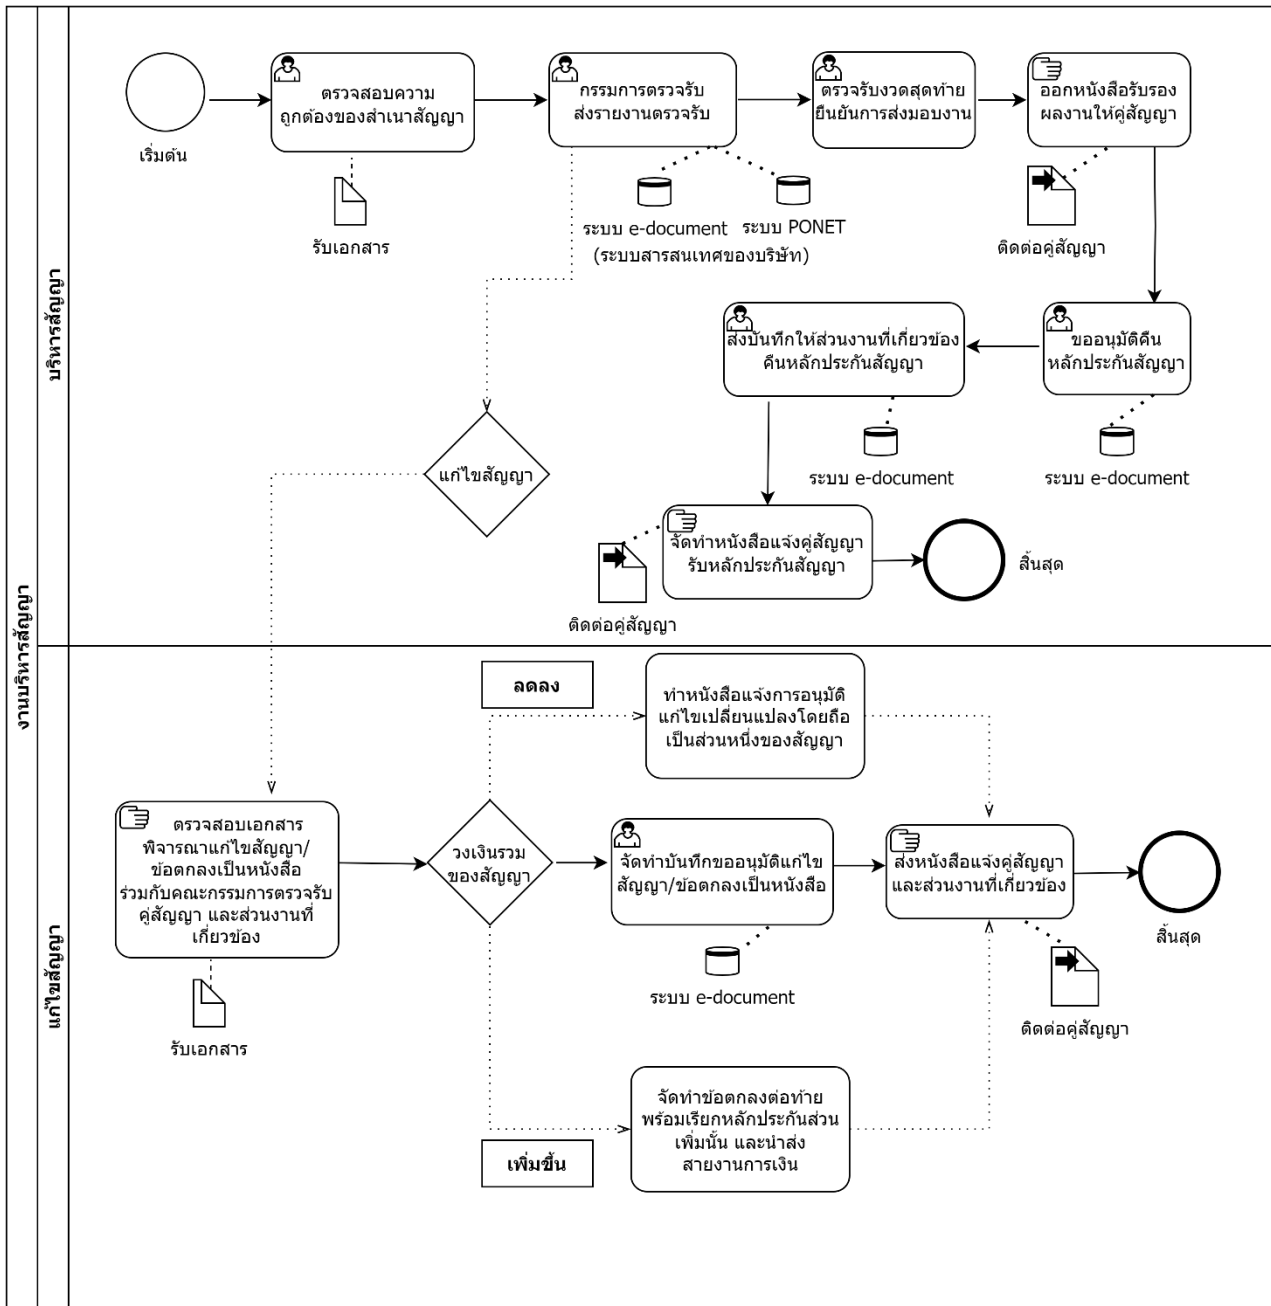 งานบริหารสัญญา
บริหารสัญญา
เริ่มต้น
ตรวจสอบความ
ถูกต้องของสำเนาสัญญา
รับเอกสาร
กรรมการตรวจรับ
ส่งรายงานตรวจรับ
ระบบ e-document
ระบบ PONET
(ระบบสารสนเทศของบริษัท)
ตรวจรับงวดสุดท้าย
ยืนยันการส่งมอบงาน
ออกหนังสือรับรอง
ผลงานให้คู่สัญญา
ติดต่อคู่สัญญา
ขออนุมัติคืน
หลักประกันสัญญา
ระบบ e-document
ส่งบันทึกให้ส่วนงานที่เกี่ยวข้อง
คืนหลักประกันสัญญา
ระบบ e-document
แก้ไขสัญญา
จัดทำหนังสือแจ้งคู่สัญญา
รับหลักประกันสัญญา
ติดต่อคู่สัญญา
สิ้นสุด
แก้ไขสัญญา
ตรวจสอบเอกสาร
พิจารณาแก้ไขสัญญา/
ข้อตกลงเป็นหนังสือ
ร่วมกับคณะกรรมการตรวจรับ
คู่สัญญา และส่วนงานที่
เกี่ยวข้อง
รับเอกสาร
วงเงินรวม
ของสัญญา
ลดลง
ทำหนังสือแจ้งการอนุมัติ
แก้ไขเปลี่ยนแปลงโดยถือ
เป็นส่วนหนึ่งของสัญญา
จัดทำบันทึกขออนุมัติแก้ไข
สัญญา/ข้อตกลงเป็นหนังสือ
ระบบ e-document
เพิ่มขึ้น
จัดทำข้อตกลงต่อท้าย
พร้อมเรียกหลักประกันส่วน
เพิ่มนั้น และนำส่ง
สายงานการเงิน
ส่งหนังสือแจ้งคู่สัญญา
และส่วนงานที่เกี่ยวข้อง
ติดต่อคู่สัญญา
สิ้นสุด